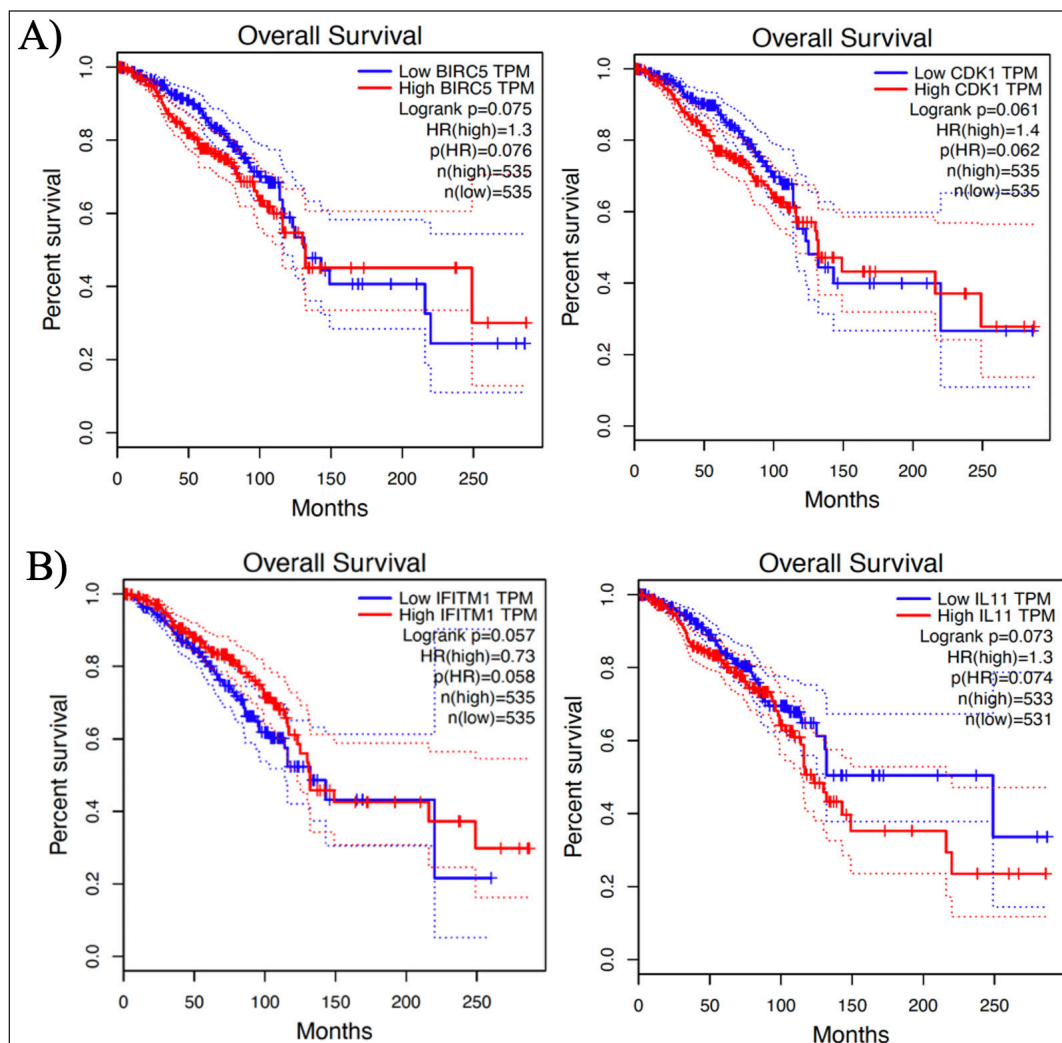 A)
Overall Survival
Low BIRC5 TPM
High BIRC5 TPM
Logrank p=0.075
HR(high)=1.3
p(HR)=0.076
n(high)=535
n(low)=535
Percent survival
1.0
0.8
0.6
0.4
0.2
0.0
0 50 100 150 200 250
Months
Overall Survival
Low CDK1 TPM
High CDK1 TPM
Logrank p=0.061
HR(high)=1.4
p(HR)=0.062
n(high)=535
n(low)=535
Percent survival
1.0
0.8
0.6
0.4
0.2
0.0
0 50 100 150 200 250
Months
B)
Overall Survival
Low IFITM1 TPM
High IFITM1 TPM
Logrank p=0.057
HR(high)=0.73
p(HR)=0.058
n(high)=535
n(low)=535
Percent survival
1.0
0.8
0.6
0.4
0.2
0.0
0 50 100 150 200 250
Months
Overall Survival
Low IL11 TPM
High IL11 TPM
Logrank p=0.073
HR(high)=1.3
p(HR)=0.074
n(high)=533
n(low)=531
Percent survival
1.0
0.8
0.6
0.4
0.2
0.0
0 50 100 150 200 250
Months